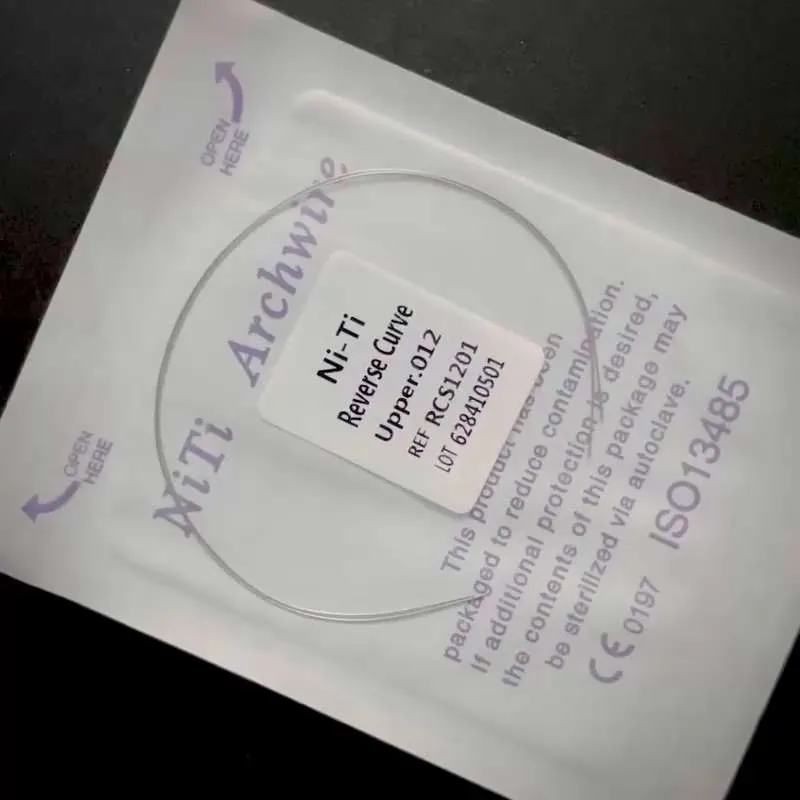 OPEN
HERE
NiTi Archwire
Ni-Ti
Reverse Curve
Upper.012
REF RCS1201
LOT 628410501
This product has been
packaged to reduce contamination.
If additional protection is desired,
the contents of this package may
be sterilized via autoclave.
CE 0197 ISO13485
OPEN
HERE